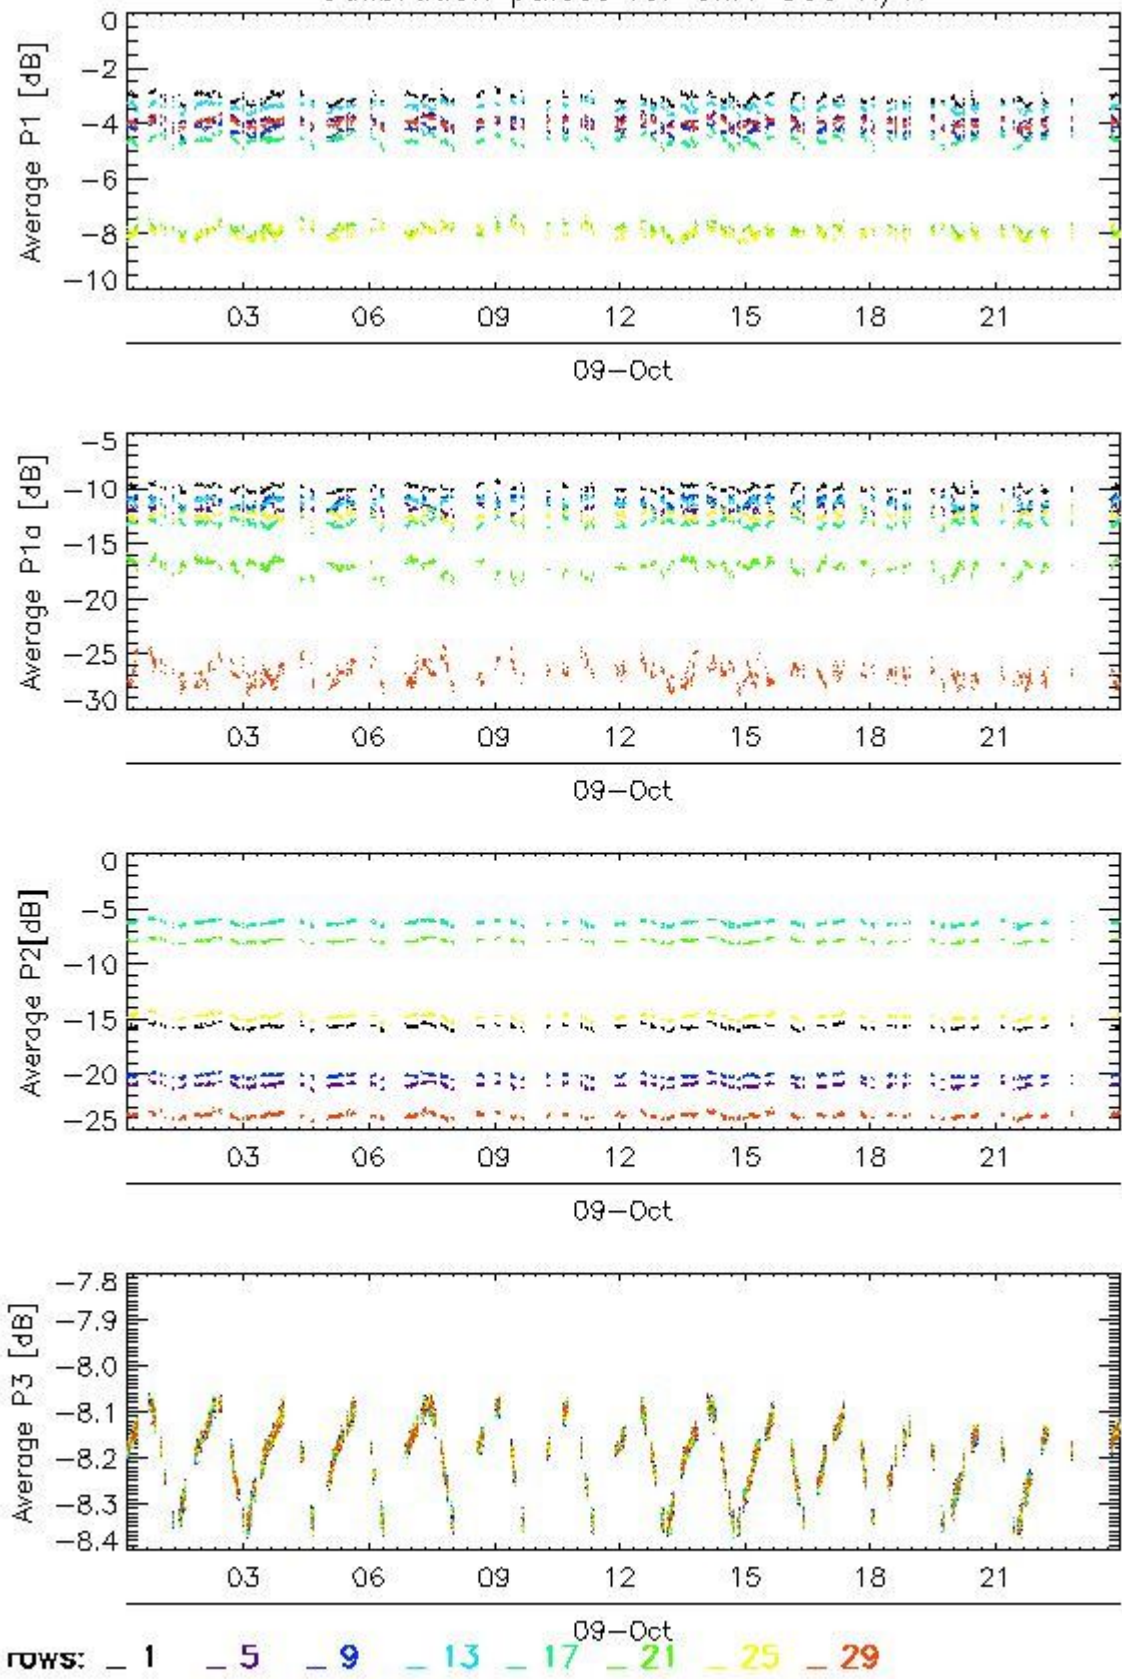 0
−2
−4
−6
−8
−10
Average P1 [dB]
03 06 09 12 15 18 21
09−Oct
−5
−10
−15
−20
−25
−30
Average P1a [dB]
03 06 09 12 15 18 21
09−Oct
0
−5
−10
−15
−20
−25
Average P2[dB]
03 06 09 12 15 18 21
09−Oct
−7.8
−7.9
−8.0
−8.1
−8.2
−8.3
−8.4
Average P3 [dB]
03 06 09 12 15 18 21
09−Oct
rows: _ 1 _ 5 _ 9 _ 13 _ 17 _ 21 _ 25 _ 29